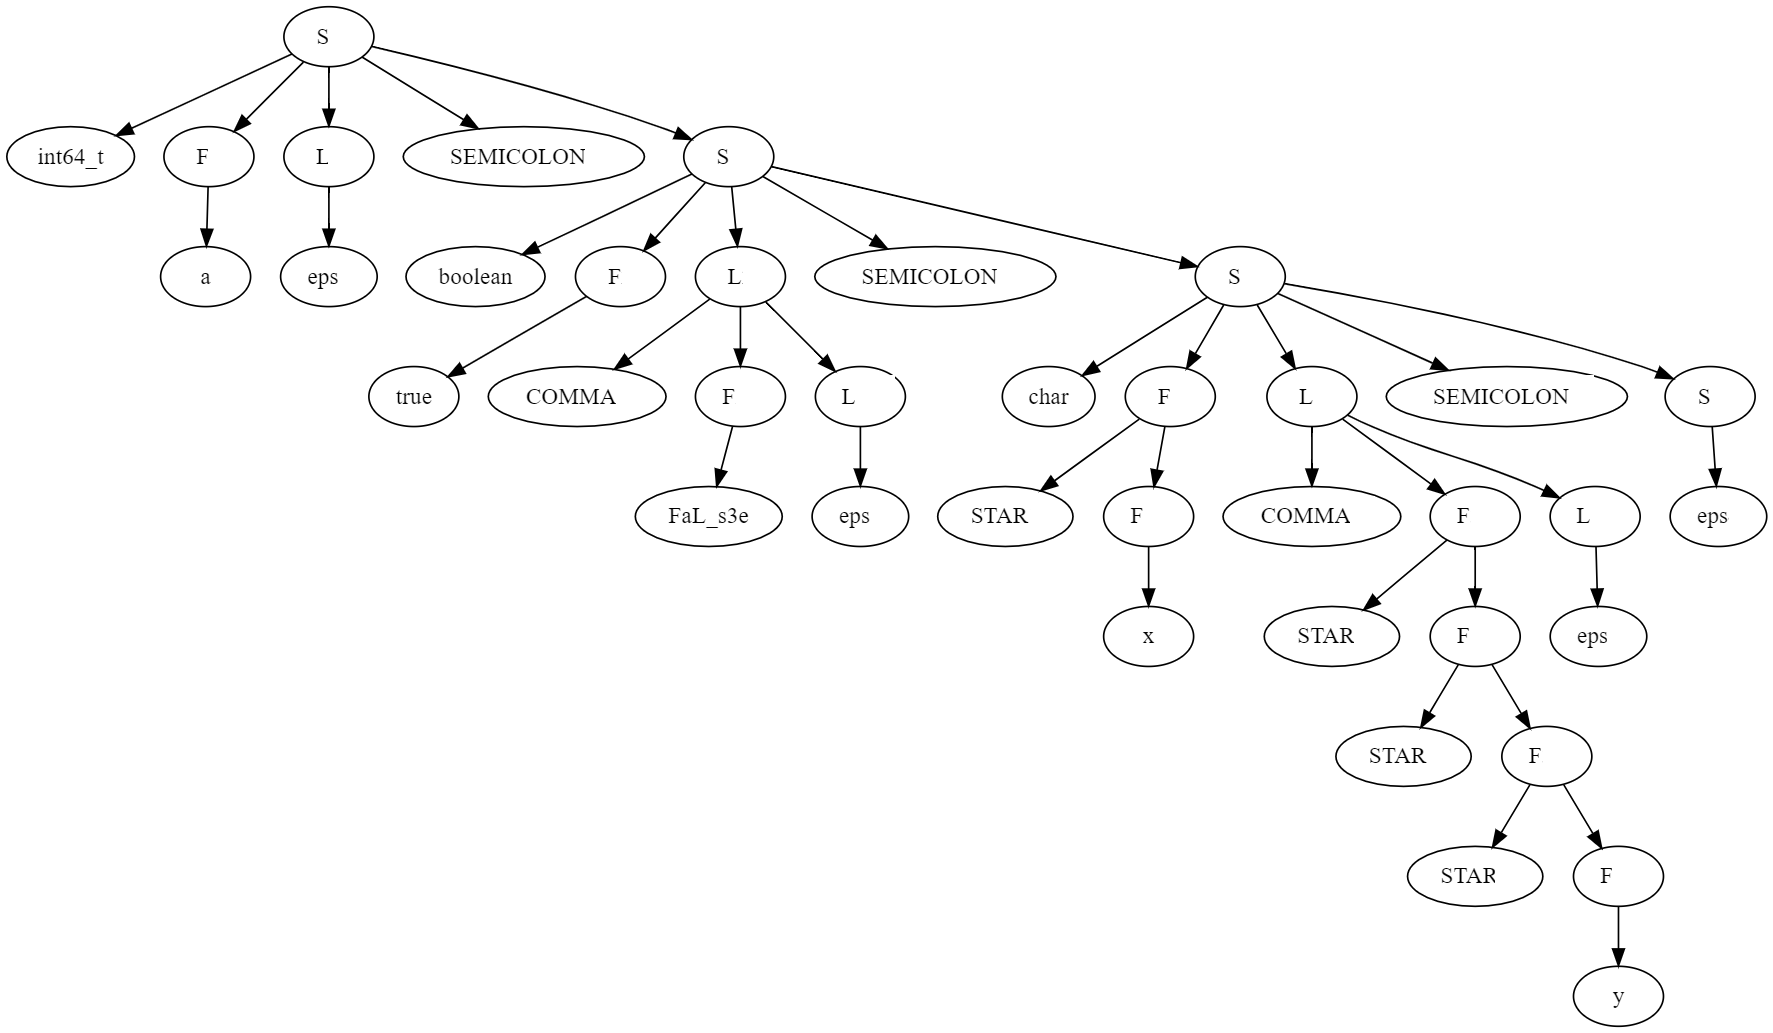 S
int64_t F L SEMICOLON S
a eps boolean F L SEMICOLON S
true COMMA F L char F L SEMICOLON S
FaL_s3e eps STAR F COMMA F L eps
x STAR F eps
STAR F
STAR F
y